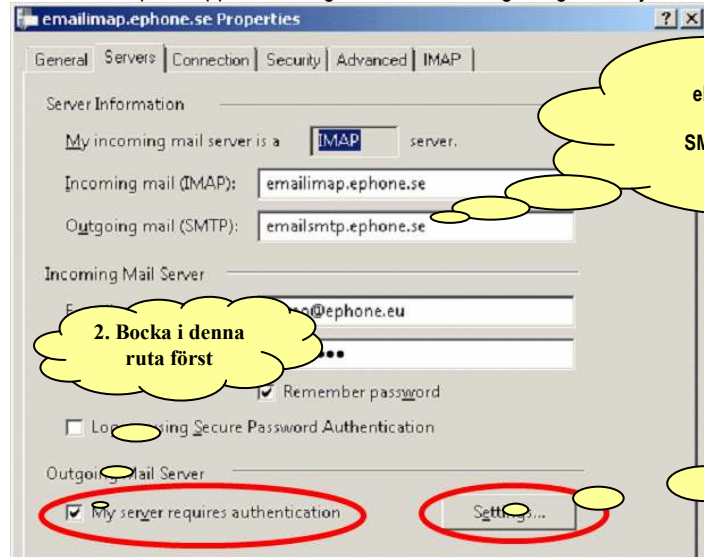 emailimap.ephone.se Properties
General Servers Connection Security Advanced IMAP
Server Information
My incoming mail server is a IMAP server.
Incoming mail (IMAP): emailimap.ephone.se
Outgoing mail (SMTP): emailsmtp.ephone.se
Incoming Mail Server
@ephone.eu
2. Bocka i denna
ruta först
Remember password
using Secure Password Authentication
Outgoing Mail Server
My server requires authentication Settings...